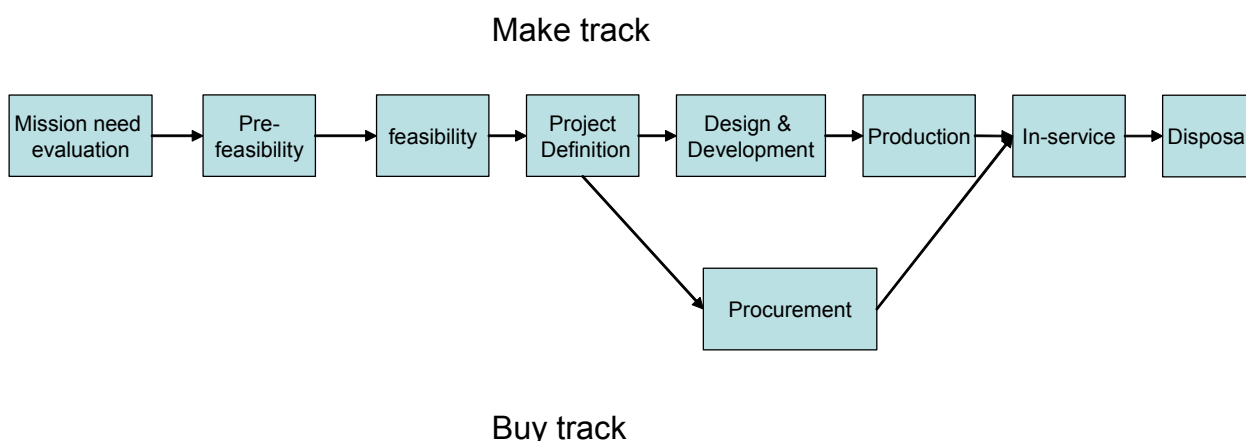 Make track
Mission need
evaluation
Pre-
feasibility
feasibility
Project
Definition
Design &
Development
Production
In-service
Disposa
Procurement
Buy track